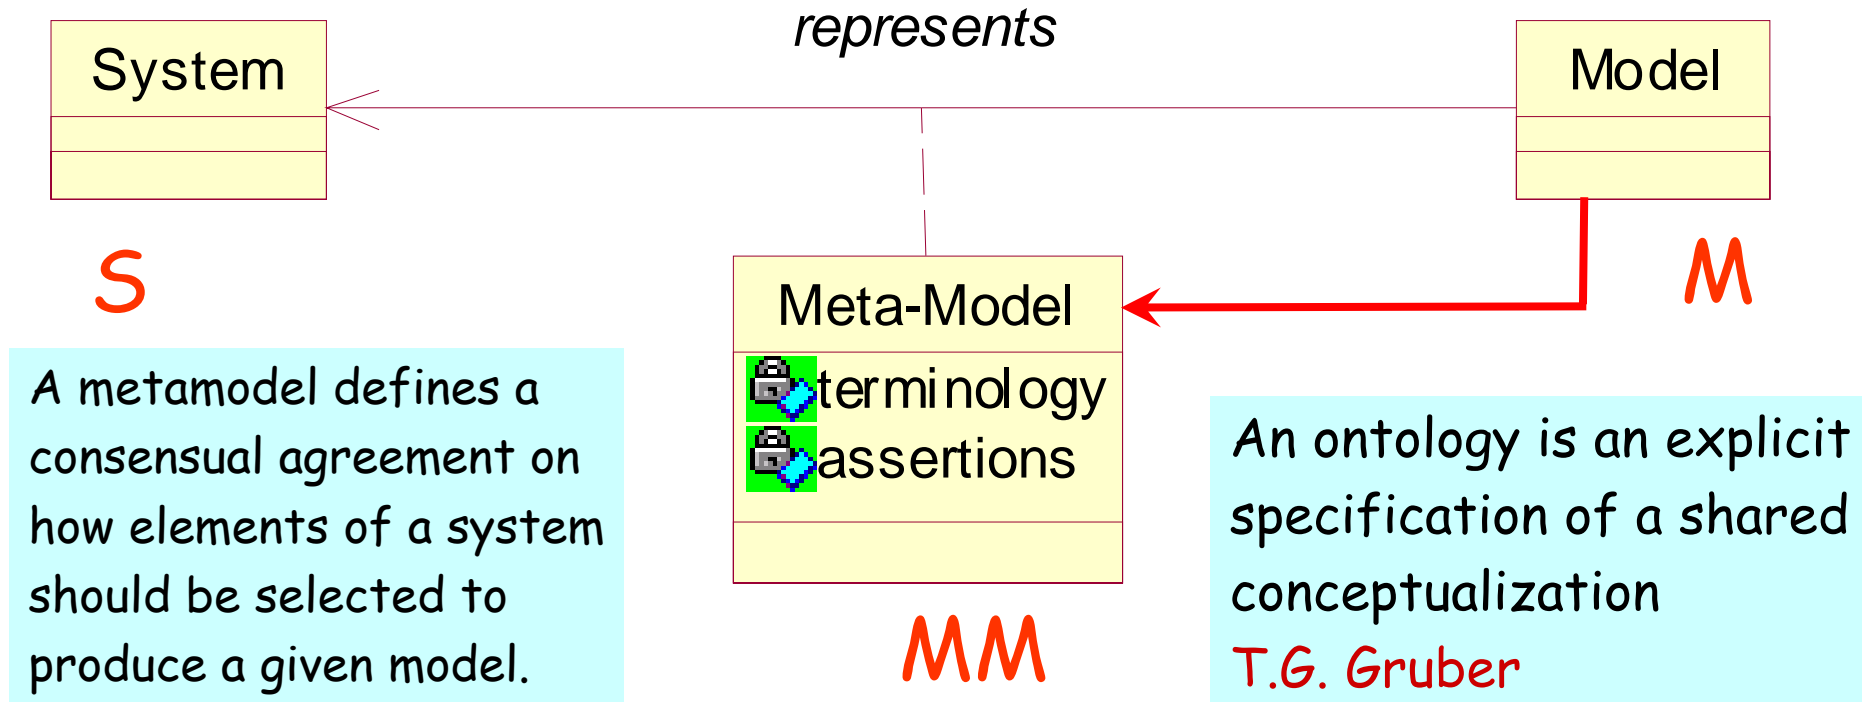 represents
System
Model
S
M
Meta-Model
terminology
assertions
MM
A metamodel defines a
consensual agreement on
how elements of a system
should be selected to
produce a given model.
An ontology is an explicit
specification of a shared
conceptualization
T.G. Gruber